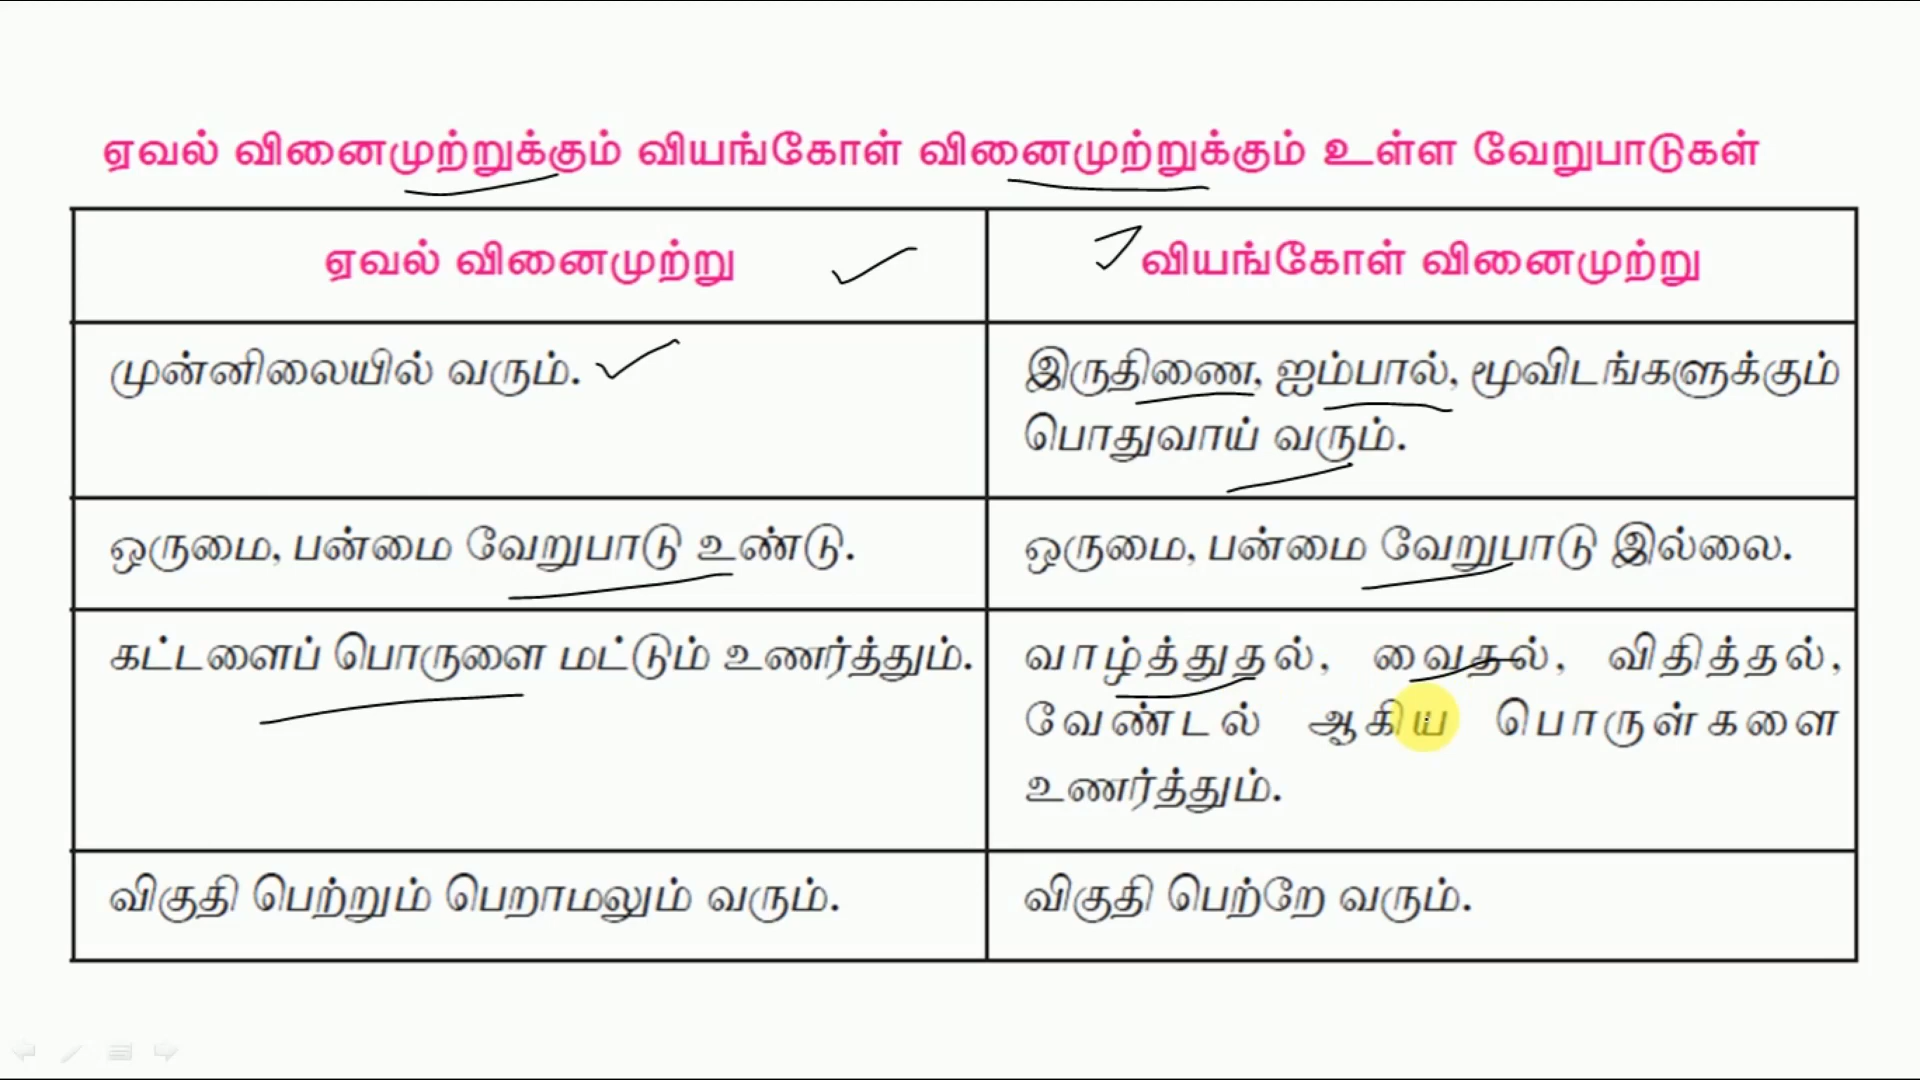 ஏவல் வினைமுற்றுக்கும் வியங்கோள் வினைமுற்றுக்கும் உள்ள வேறுபாடுகள்
ஏவல் வினைமுற்று
வியங்கோள் வினைமுற்று
முன்னிலையில் வரும்.
இருதிணை, ஐம்பால், மூவிடங்களுக்கும்
பொதுவாய் வரும்.
ஒருமை, பன்மை வேறுபாடு உண்டு.
ஒருமை, பன்மை வேறுபாடு இல்லை.
கட்டளைப் பொருளை மட்டும் உணர்த்தும்.
வாழ்த்துதல், வைதல், விதித்தல்,
வேண்டல் ஆகிய பொருள்களை
உணர்த்தும்.
விகுதி பெற்றும் பெறாமலும் வரும்.
விகுதி பெற்றே வரும்.